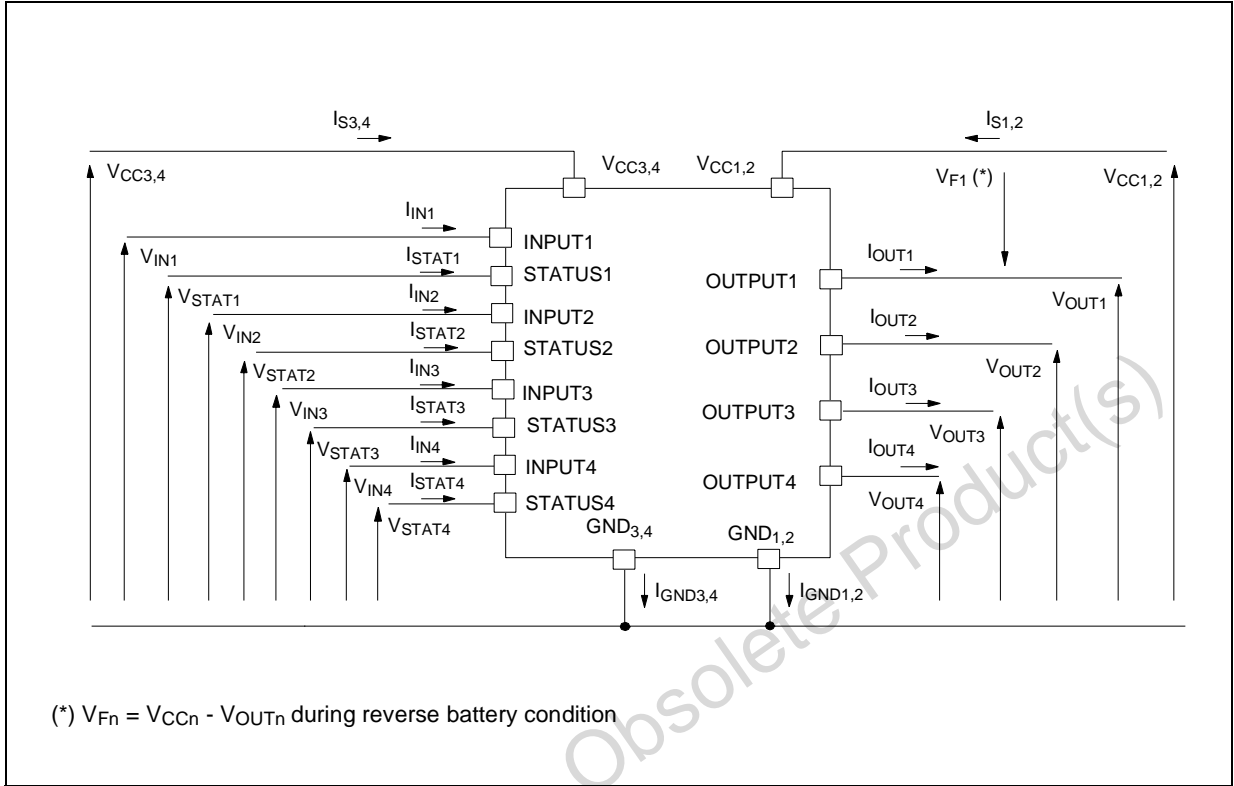 IS3,4
IS1,2
VCC3,4
VCC3,4
VCC1,2
VF1 (*)
VCC1,2
IIN1
VIN1
INPUT1
ISTAT1
VSTAT1
STATUS1
OUTPUT1
IOUT1
VOUT1
IIN2
VIN2
INPUT2
ISTAT2
VSTAT2
STATUS2
OUTPUT2
IOUT2
VOUT2
IIN3
VIN3
INPUT3
ISTAT3
VSTAT3
STATUS3
OUTPUT3
IOUT3
VOUT3
IIN4
VIN4
INPUT4
ISTAT4
VSTAT4
STATUS4
OUTPUT4
IOUT4
VOUT4
GND3,4
GND1,2
IGND3,4
IGND1,2
(*) VFn = VCCn - VOUTn during reverse battery condition
Obsolete Product(s)